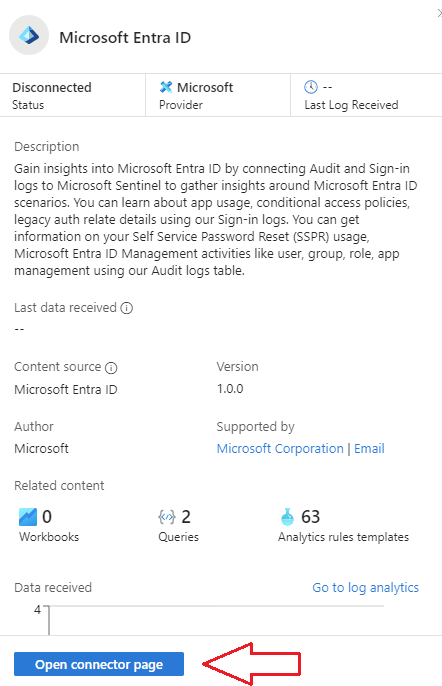 Microsoft Entra ID
Disconnected
Status
Microsoft
Provider
--
Last Log Received
Description
Gain insights into Microsoft Entra ID by connecting Audit and Sign-in
logs to Microsoft Sentinel to gather insights around Microsoft Entra ID
scenarios. You can learn about app usage, conditional access policies,
legacy auth relate details using our Sign-in logs. You can get
information on your Self Service Password Reset (SSPR) usage,
Microsoft Entra ID Management activities like user, group, role, app
management using our Audit logs table.
Last data received
--
Content source
Microsoft Entra ID
Version
1.0.0
Author
Microsoft
Supported by
Microsoft Corporation | Email
Related content
0
Workbooks
2
Queries
63
Analytics rules templates
Data received
Go to log analytics
4
Open connector page